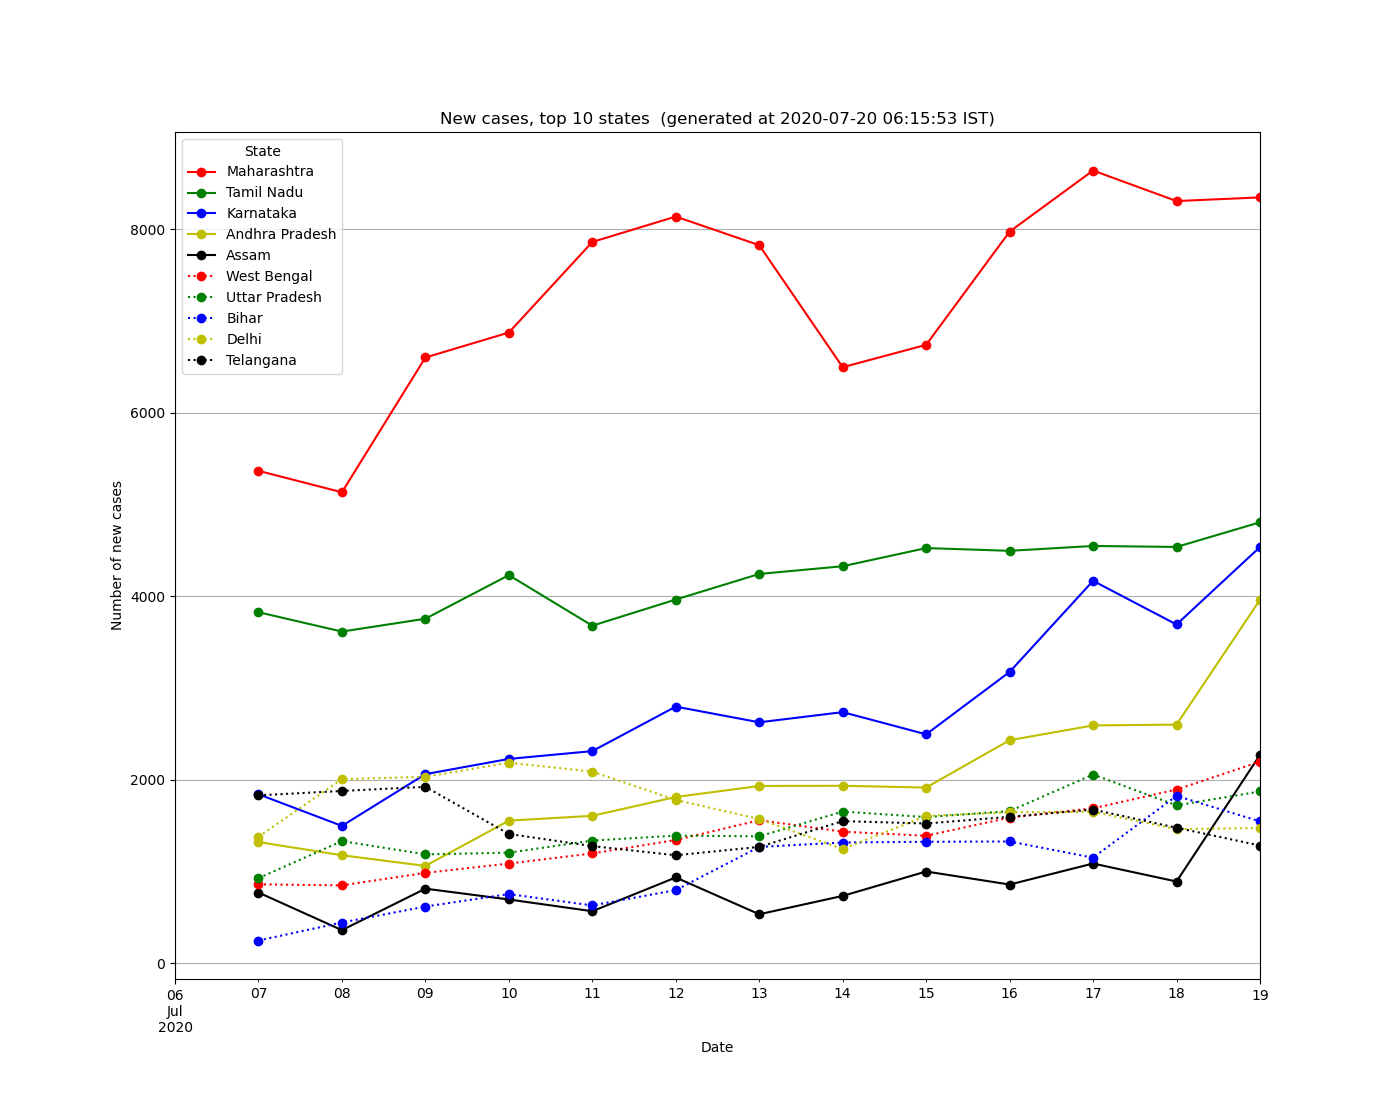 New cases, top 10 states  (generated at 2020-07-20 06:15:53 IST)
State
Maharashtra
Tamil Nadu
Karnataka
Andhra Pradesh
Assam
West Bengal
Uttar Pradesh
Bihar
Delhi
Telangana
8000
6000
4000
2000
0
Number of new cases
06 07 08 09 10 11 12 13 14 15 16 17 18 19
Jul
2020
Date